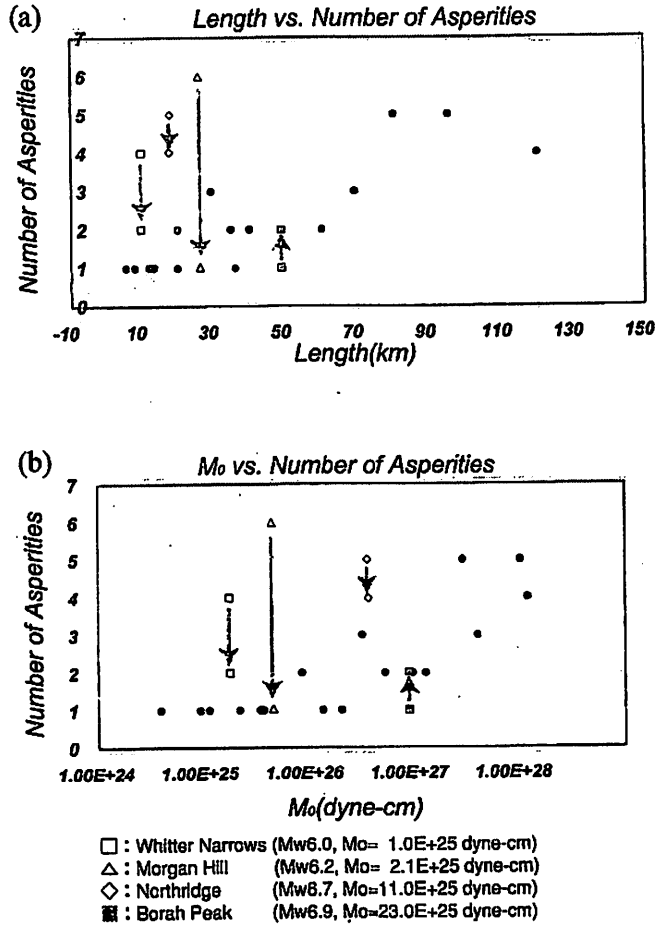 (a)
Length vs. Number of Asperities
Number of Asperities
7
6
5
4
3
2
1
0
-10 10 30 50 70 90 110 130 150
Length(km)
(b)
Mo vs. Number of Asperities
Number of Asperities
7
6
5
4
3
2
1
0
1.00E+24 1.00E+25 1.00E+26 1.00E+27 1.00E+28
Mo(dyne-cm)
: Whitter Narrows (Mw6.0, Mo= 1.0E+25 dyne-cm)
: Morgan Hill (Mw6.2, Mo= 2.1E+25 dyne-cm)
: Northridge (Mw6.7, Mo=11.0E+25 dyne-cm)
: Borah Peak (Mw6.9, Mo=23.0E+25 dyne-cm)